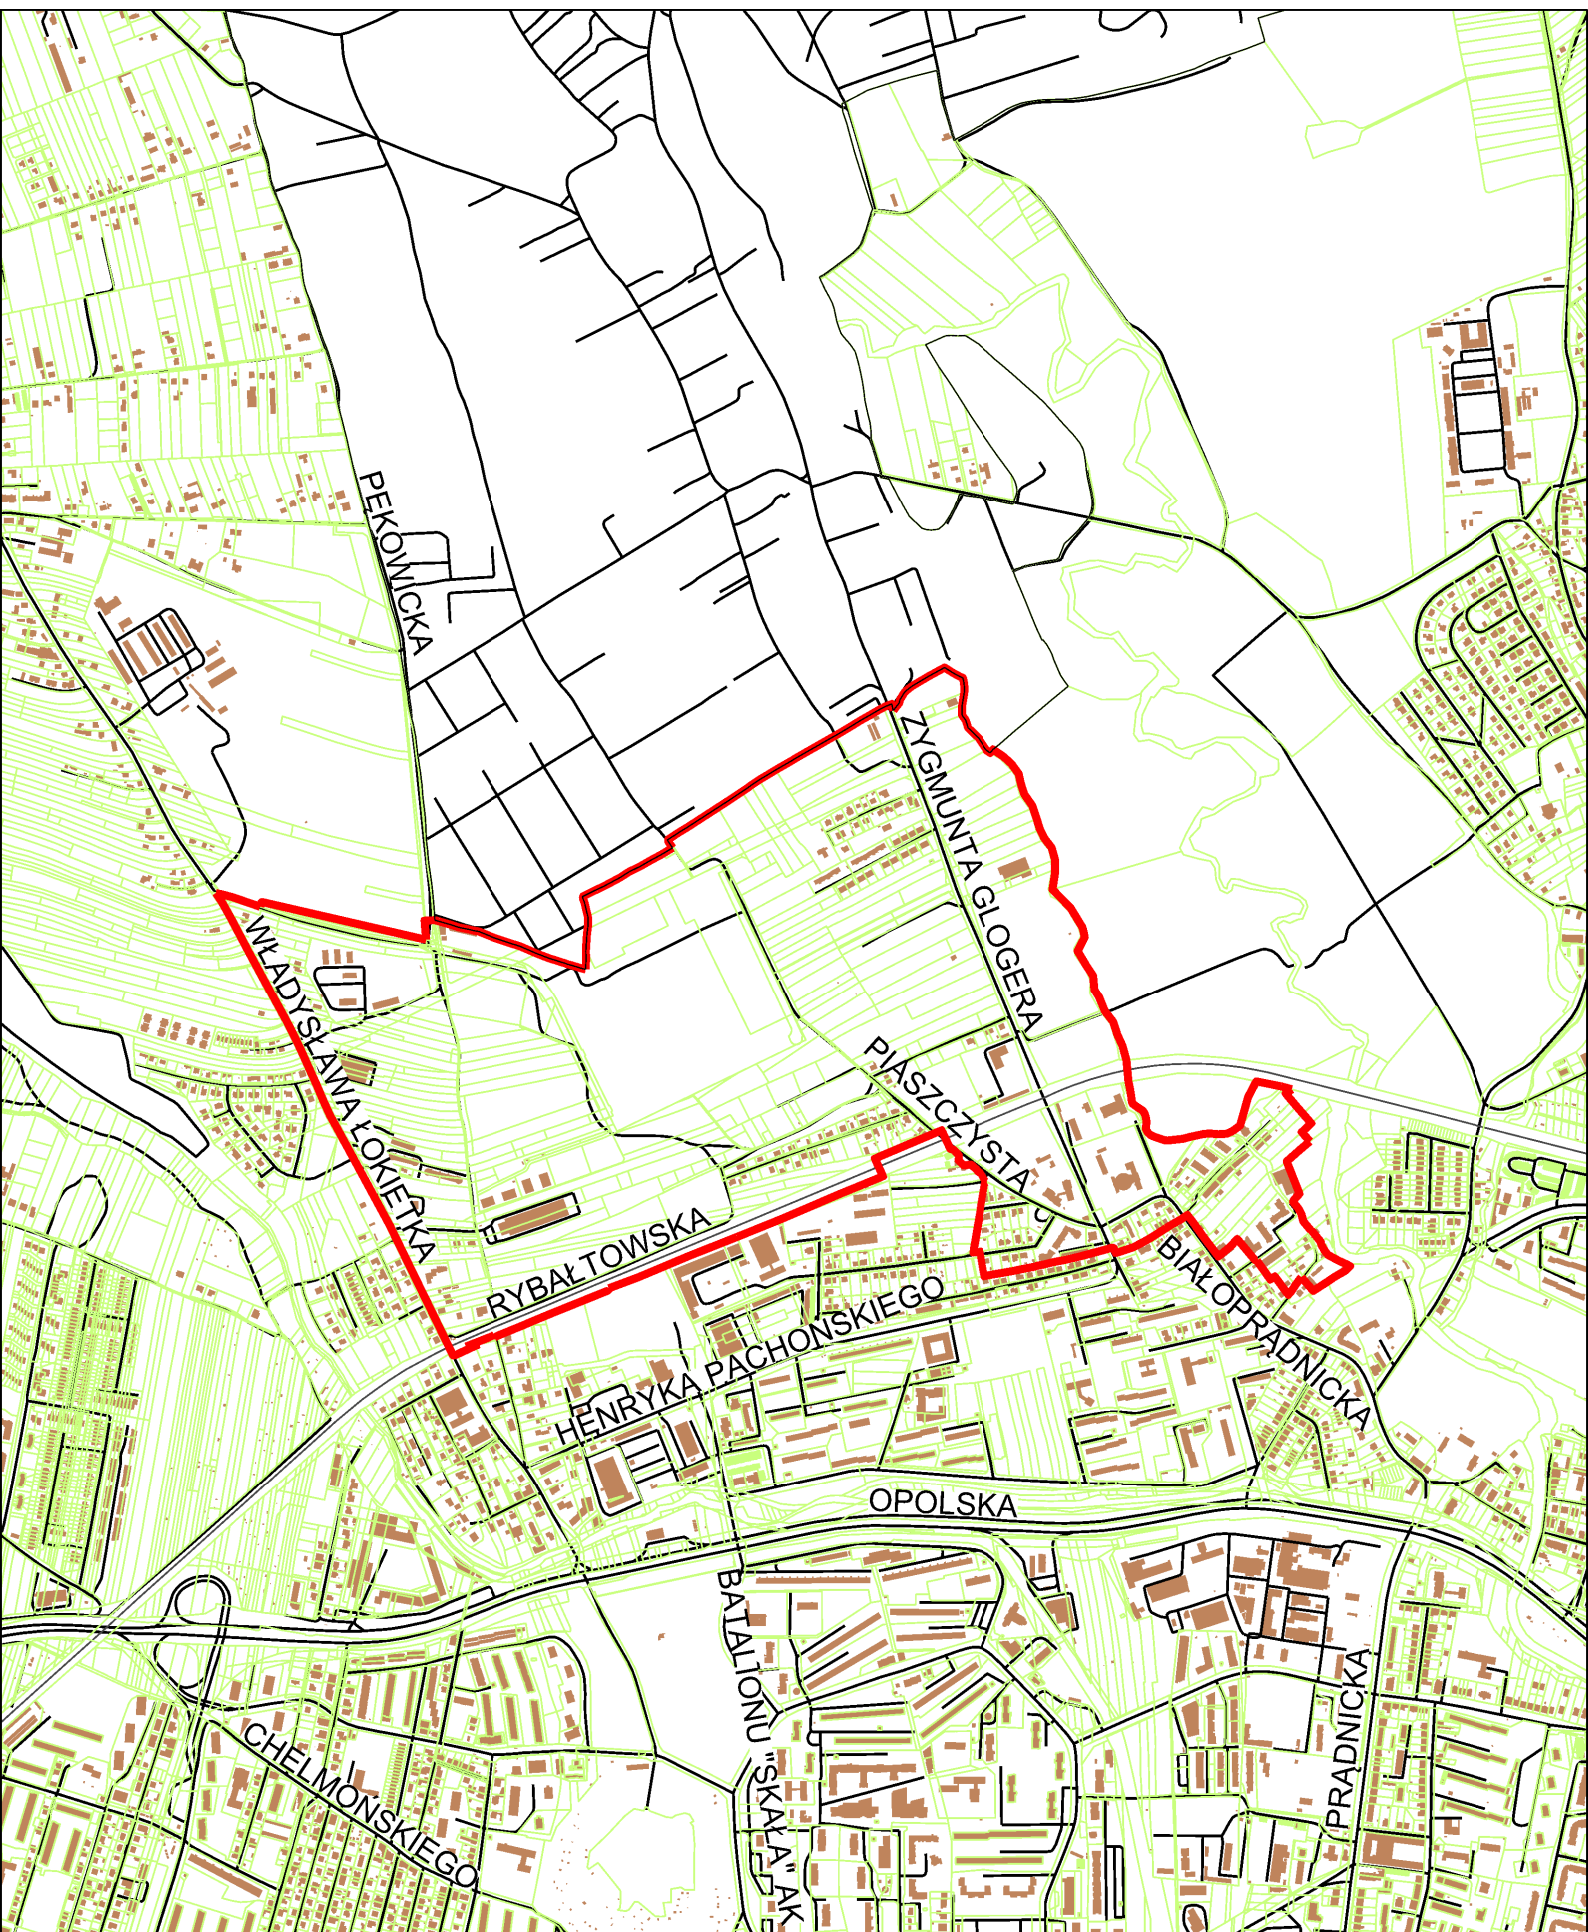 PĘKOWICKA
ZYGMUNTA GLOGERA
WŁADYSŁAWA ŁOKIETKA
PIASZCZYSTA
RYBAŁTOWSKA
BIAŁOPRĄDNICKA
HENRYKA PACHOŃSKIEGO
OPOLSKA
BATALIONU "SKAŁA" AK
PRĄDNICKA
CHEŁMOŃSKIEGO